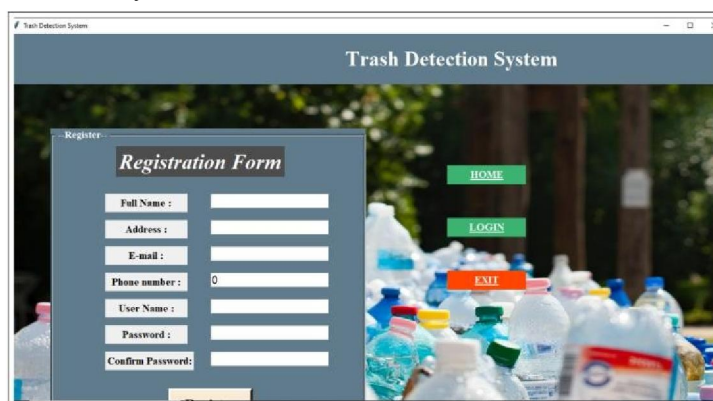 Trash Detection System
Trash Detection System
--Register--
Registration Form
Full Name :
Address :
E-mail :
Phone number :
0
User Name :
Password :
Confirm Password:
HOME
LOGIN
EXIT